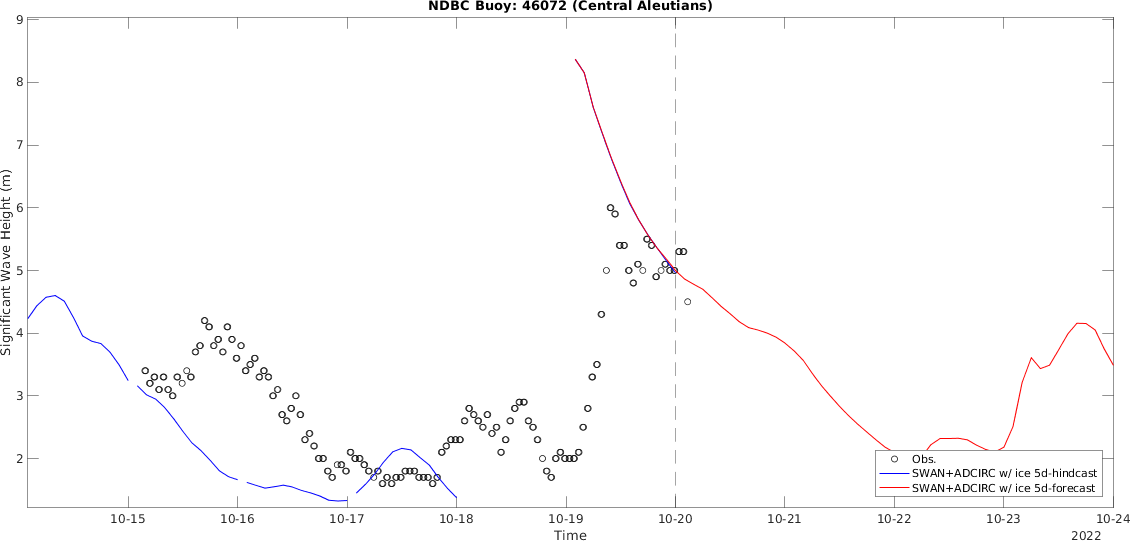 NDBC Buoy: 46072 (Central Aleutians)
9
8
7
6
5
4
3
2
Significant Wave Height (m)
Obs.
SWAN+ADCIRC w/ ice 5d-hindcast
SWAN+ADCIRC w/ ice 5d-forecast
10-15 10-16 10-17 10-18 10-19 10-20 10-21 10-22 10-23 10-24
Time
2022